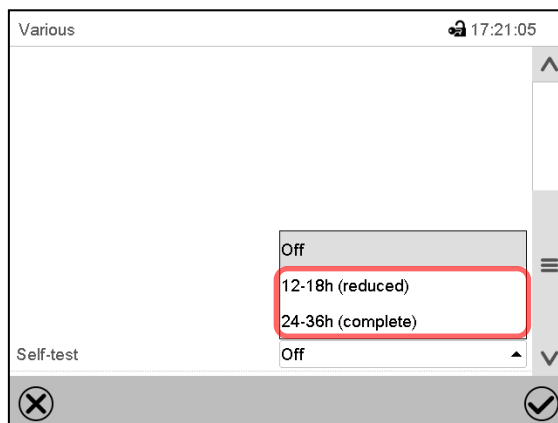 Various 17:21:05
Off
12-18h (reduced)
24-36h (complete)
Self-test Off